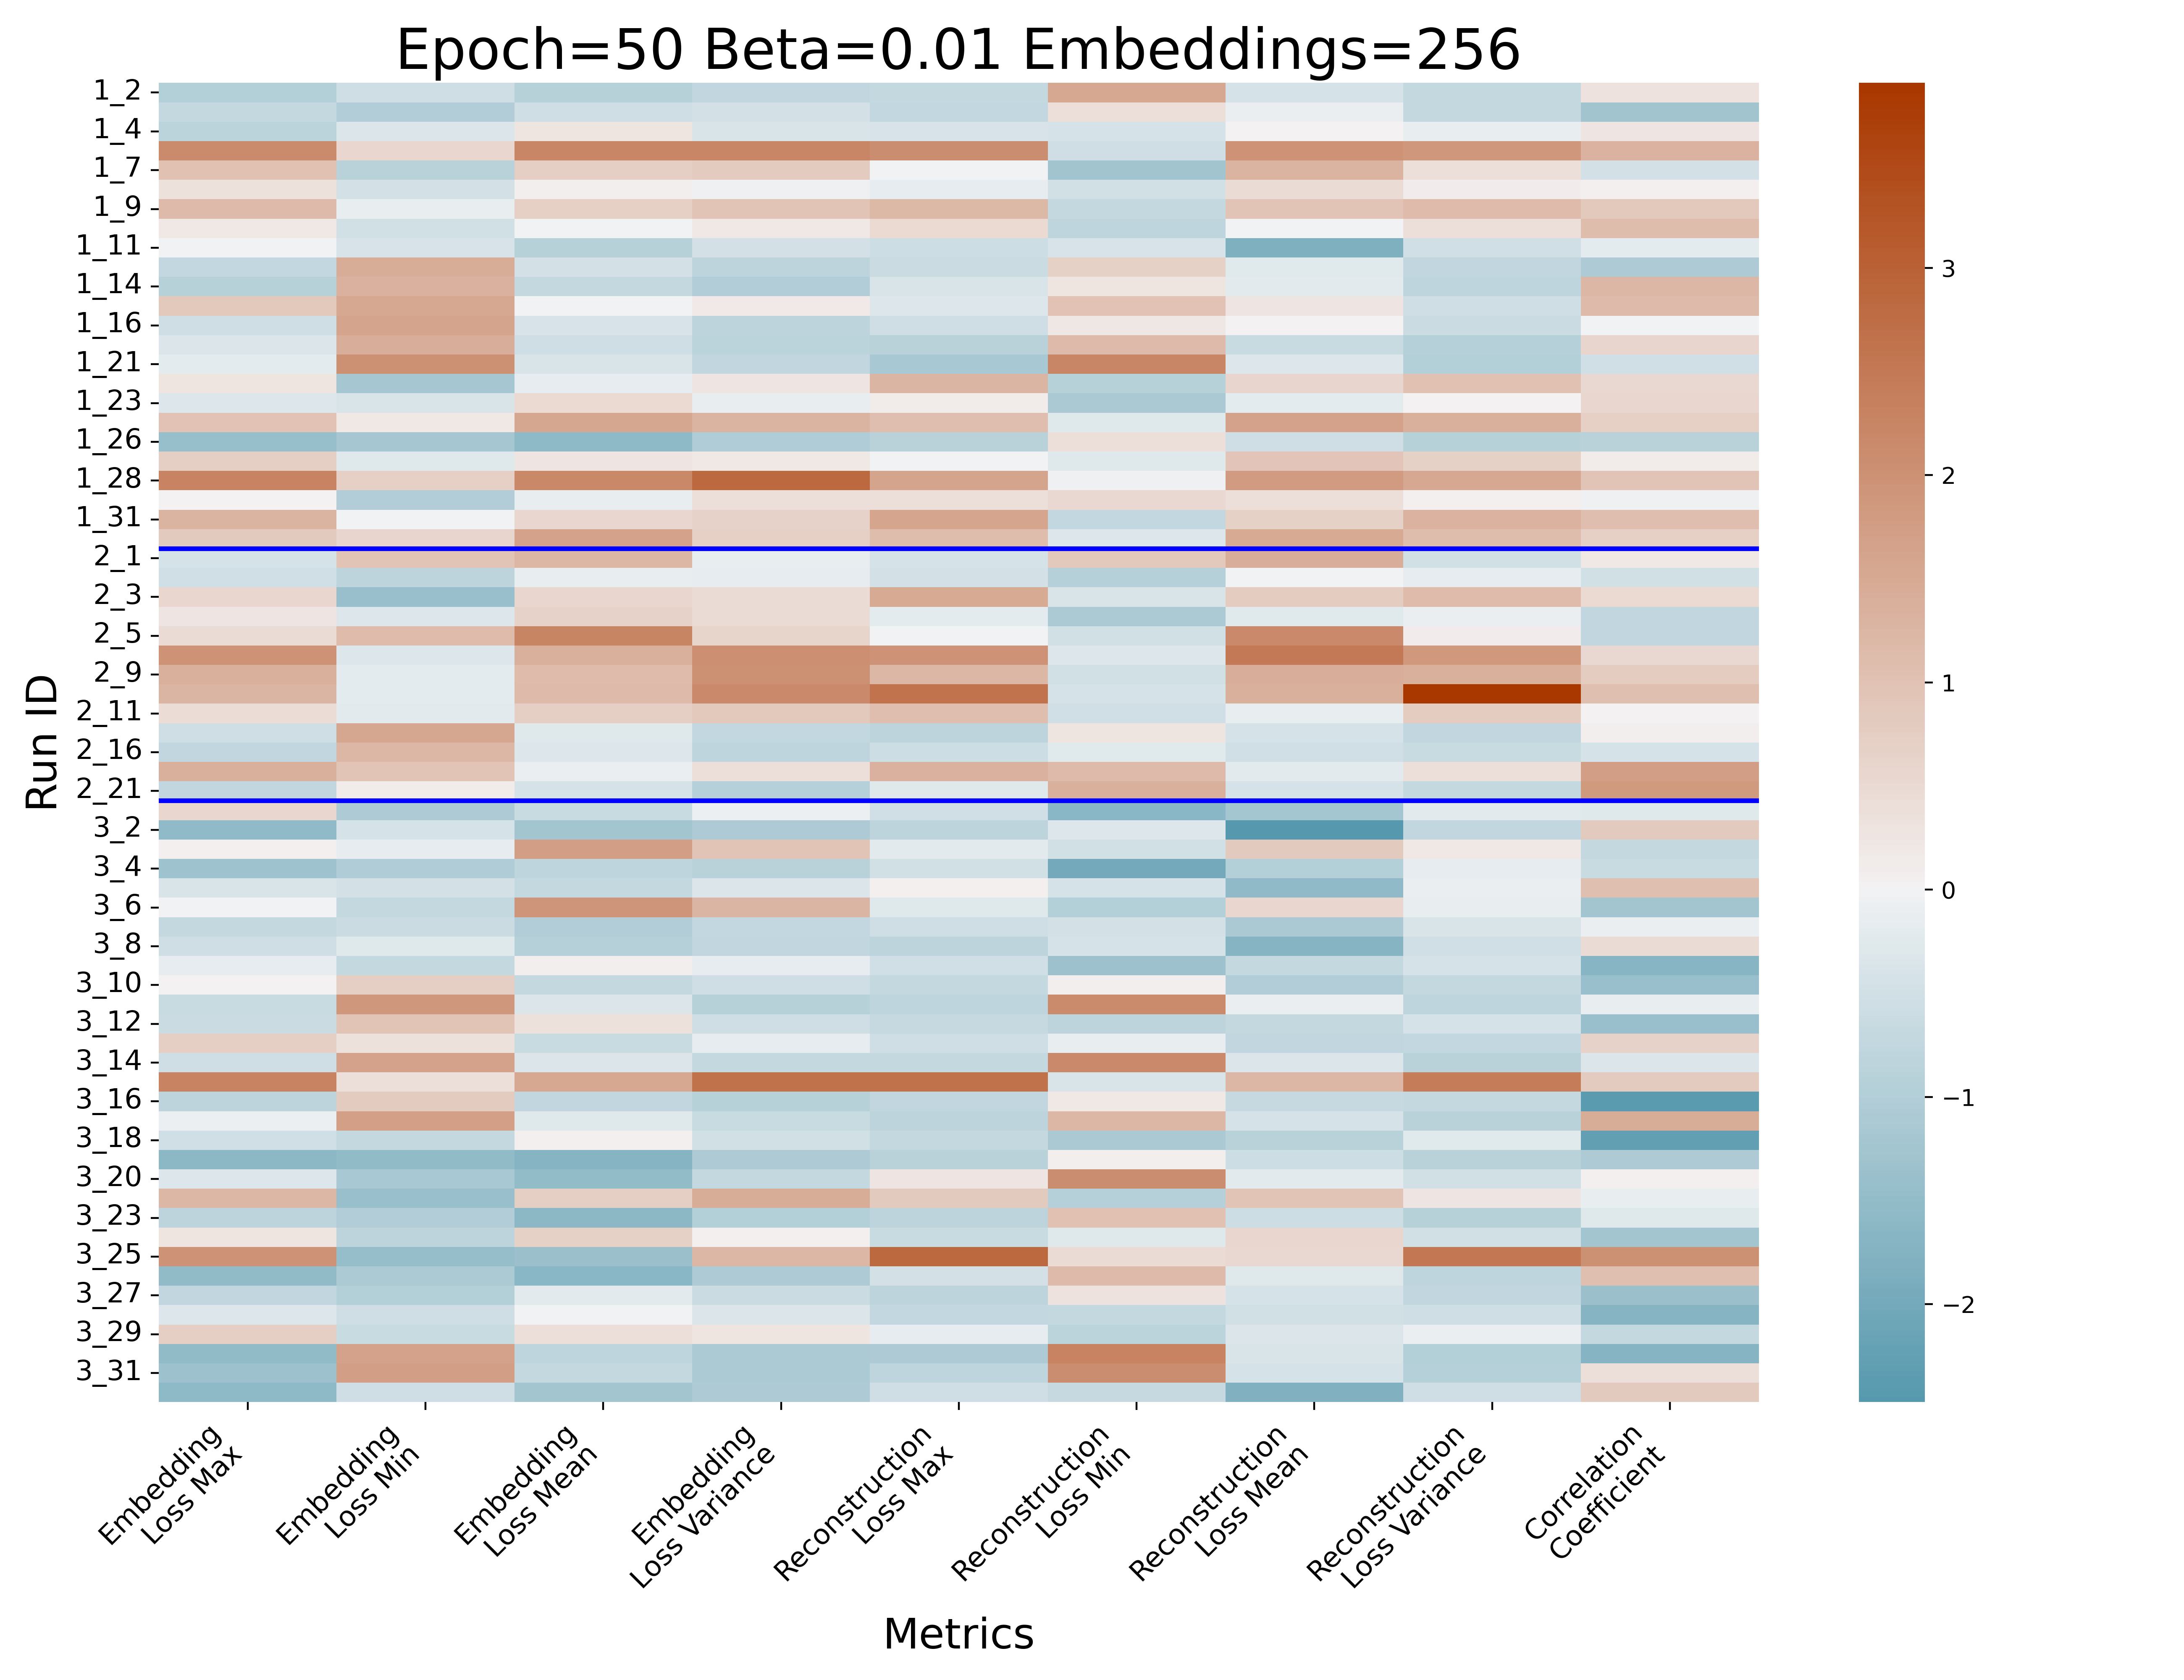 Epoch=50 Beta=0.01 Embeddings=256
Run ID
1_2
1_4
1_7
1_9
1_11
1_14
1_16
1_21
1_23
1_26
1_28
1_31
2_1
2_3
2_5
2_9
2_11
2_16
2_21
3_2
3_4
3_6
3_8
3_10
3_12
3_14
3_16
3_18
3_20
3_23
3_25
3_27
3_29
3_31
Embedding
Loss Max
Embedding
Loss Min
Embedding
Loss Mean
Embedding
Loss Variance
Reconstruction
Loss Max
Reconstruction
Loss Min
Reconstruction
Loss Mean
Reconstruction
Loss Variance
Correlation
Coefficient
Metrics
3
2
1
0
−1
−2